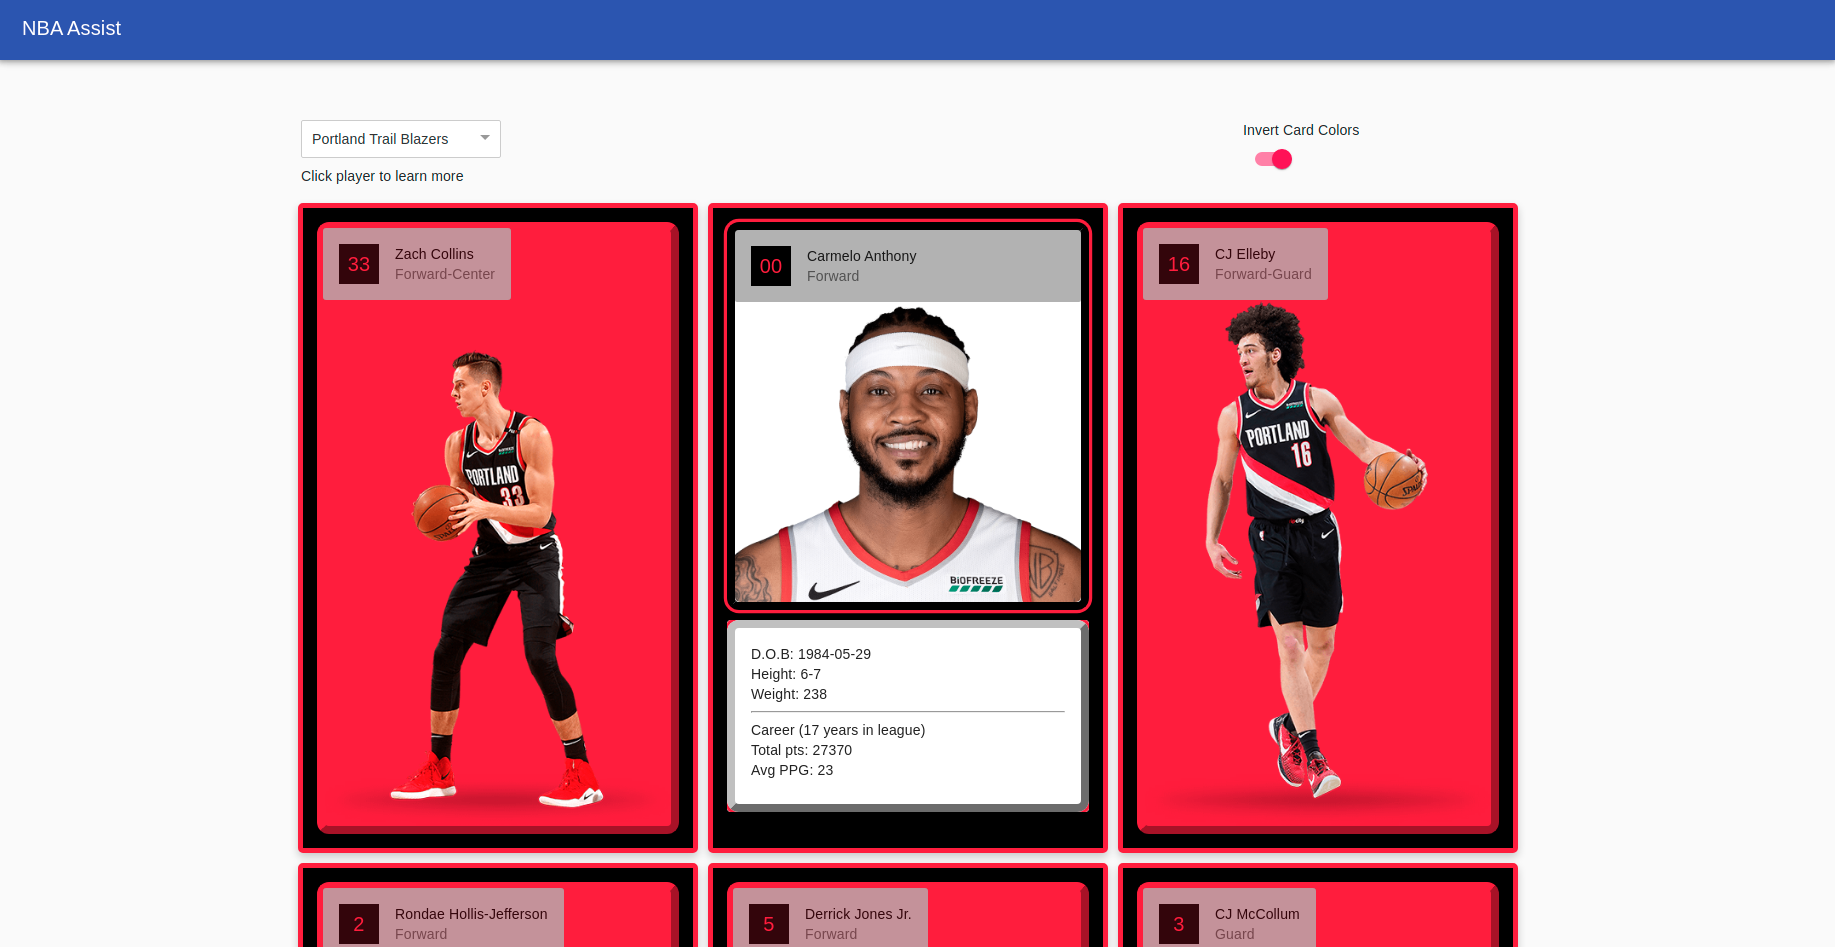 NBA Assist
Portland Trail Blazers
Invert Card Colors
Click player to learn more
33
Zach Collins
Forward-Center
PORTLAND
33
00
Carmelo Anthony
Forward
BIOFREEZE
D.O.B: 1984-05-29
Height: 6-7
Weight: 238
Career (17 years in league)
Total pts: 27370
Avg PPG: 23
16
CJ Elleby
Forward-Guard
PORTLAND
16
2
Rondae Hollis-Jefferson
Forward
5
Derrick Jones Jr.
Forward
3
CJ McCollum
Guard